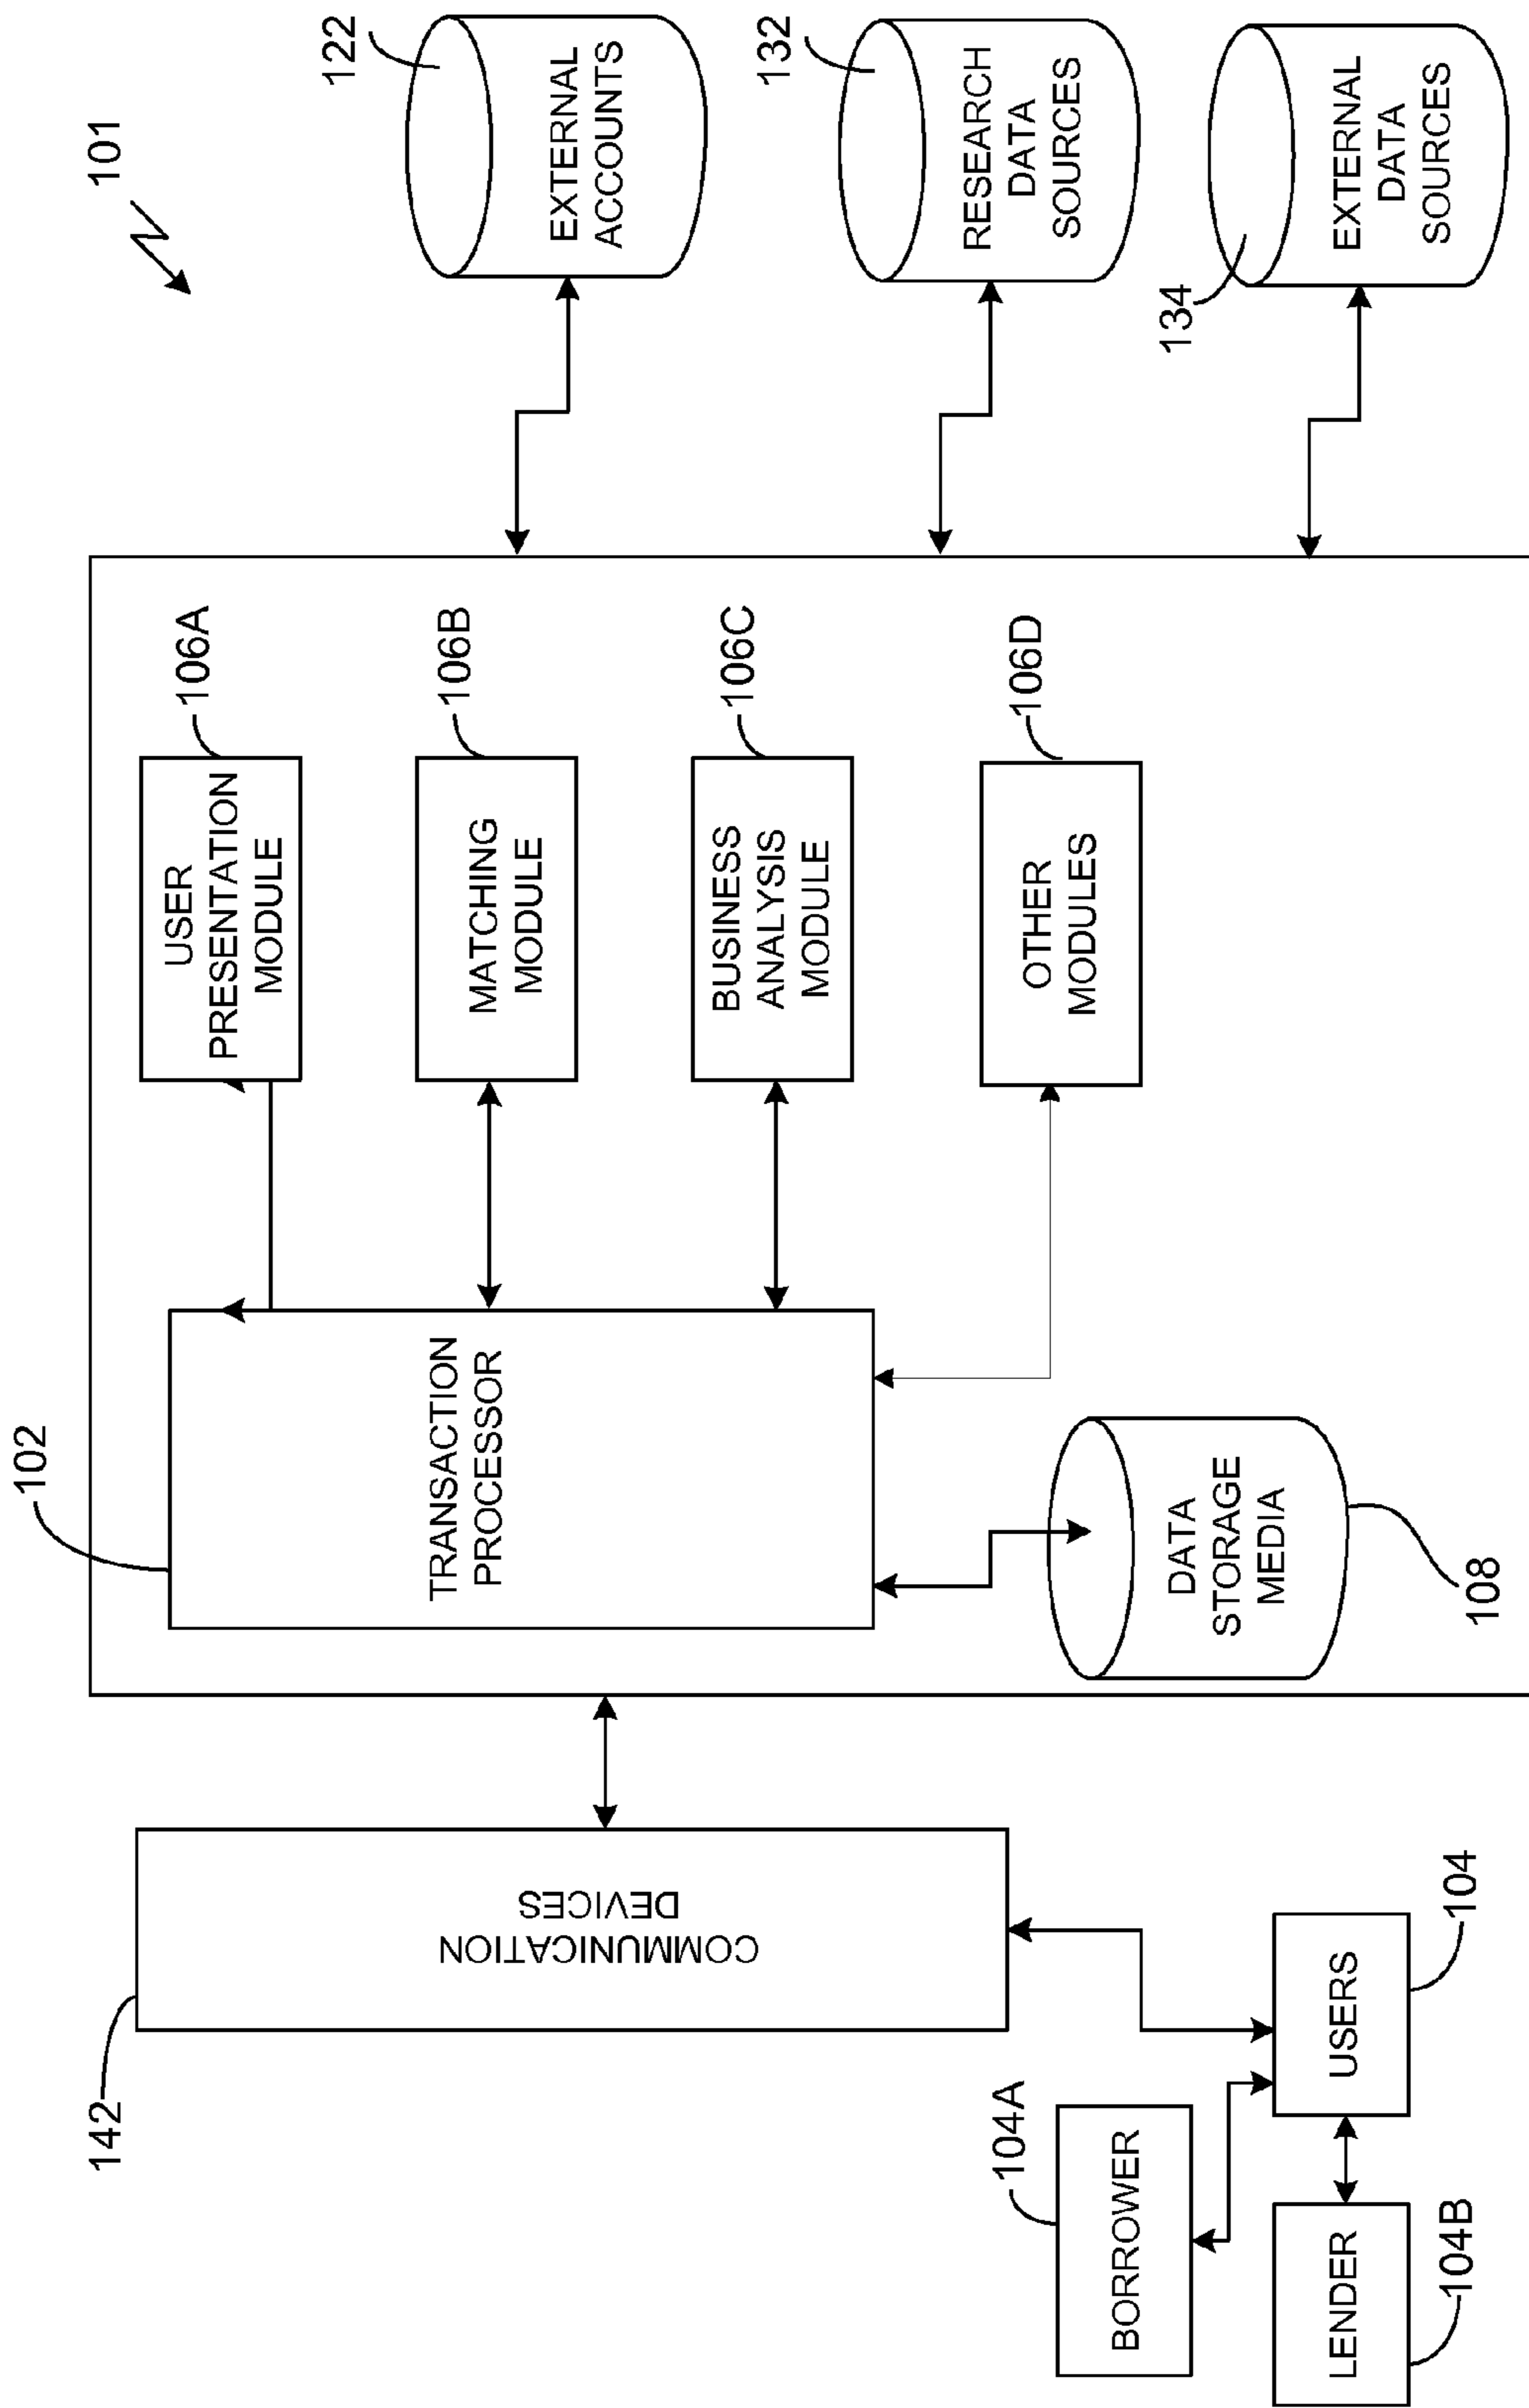 101
122
EXTERNAL
ACCOUNTS
132
RESEARCH
DATA
SOURCES
134
EXTERNAL
DATA
SOURCES
106A
USER
PRESENTATION
MODULE
106B
MATCHING
MODULE
106C
BUSINESS
ANALYSIS
MODULE
106D
OTHER
MODULES
102
TRANSACTION
PROCESSOR
DATA
STORAGE
MEDIA
108
142
COMMUNICATION
DEVICES
104
USERS
104A
BORROWER
104B
LENDER